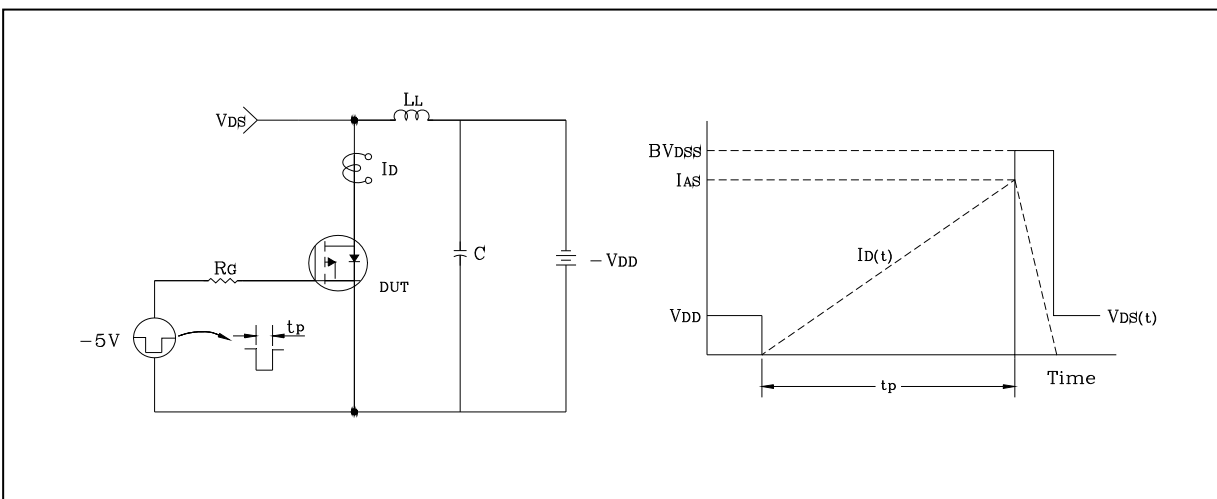 LL
VDS
ID
RG
C
-VDD
DUT
-5V
tp
BVDSS
IAS
ID(t)
VDD
VDS(t)
tp
Time